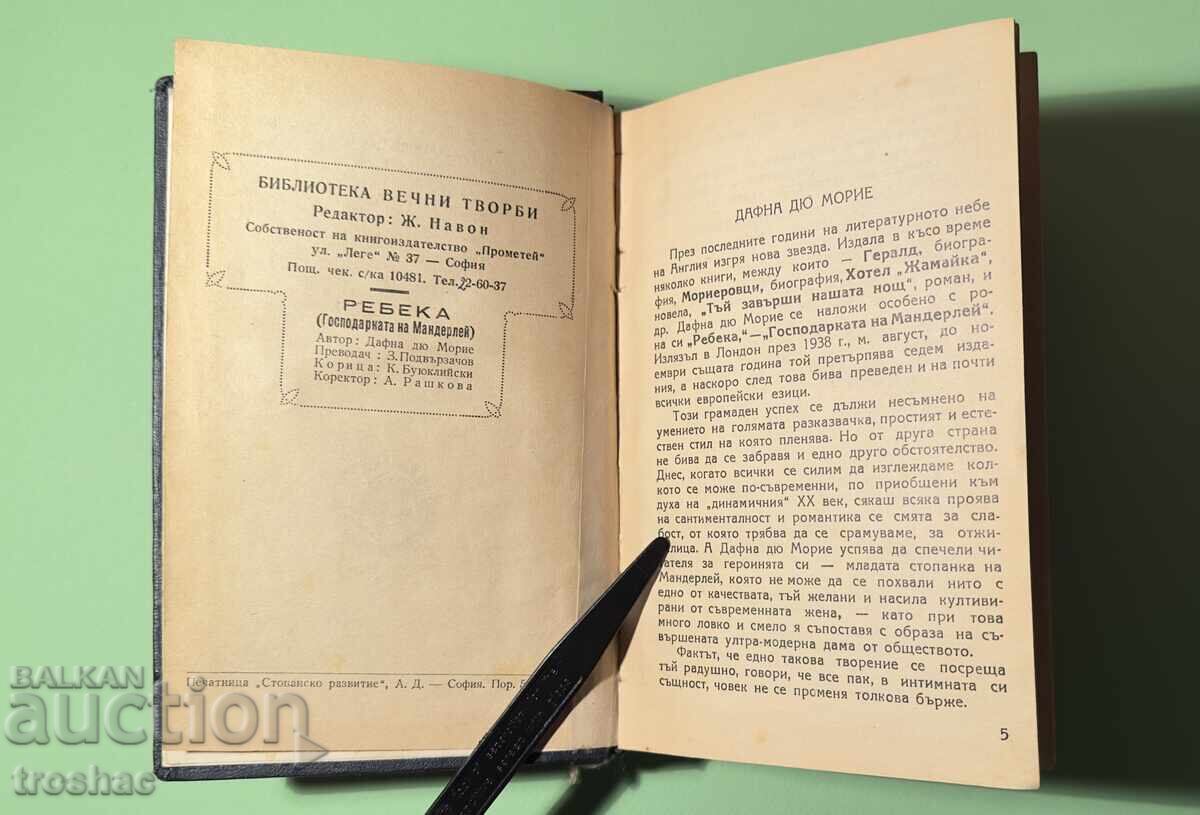 БИБЛИОТЕКА ВЕЧНИ ТВОРБИ
Редактор: Ж. Навон
Собственост на книгоиздателство „Прометей"
ул. „Леге" № 37 — София
Пощ. чек. с/ка 10481. Тел. 22-60-37
РЕБЕКА
(Господарката на Мандерлей)
Автор: Дафна дю Морие
Преводач: З. Подвързачов
Корица: К. Буюклийски
Коректор: А. Рашкова
Печатница „Стопанско развитие", А. Д. — София. Пор.
ДАФНА ДЮ МОРИЕ
През последните години на литературното небе
на Англия изгря нова звезда. Издала в късо време
няколко книги, между които — Гералд, биогра-
фия, Мориеровци, биография, Хотел „Жамайка",
новела, „Тъй завърши нашата нощ", роман, и
др. Дафна дю Морие се наложи особено с ро-
на си „Ребека,"—„Господарката на Мандерлей".
Излязъл в Лондон през 1938 г., м. август, до но-
ември същата година той претърпява седем изда-
ния, а наскоро след това бива преведен и на почти
всички европейски езици.
Този грамаден успех се дължи несъмнено на
умението на голямата разказвачка, простият и есте-
ствен стил на която пленява. Но от друга страна
не бива да се забравя и едно друго обстоятелство.
Днес, когато всички се силим да изглеждаме кол-
кото се може по-съвременни, по приобщени към
духа на „динамичния" XX век, сякаш всяка проява
на сантименталност и романтика се смята за сла-
бост, от която трябва да се срамуваме, за отжи-
лица. А Дафна дю Морие успява да спечели чи-
теля за героинята си — младата стопанка на
Мандерлей, която не може да се похвали нито с
едно от качествата, тъй желани и насила култиви-
рани от съвременната жена, — като при това
много ловко и смело я съпоставя с образа на съ-
вършената ултра-модерна дама от обществото.
Фактът, че едно такова творение се посреща
тъй радушно, говори, че все пак, в интимната си
същност, човек не се променя толкова бърже.
5
BALKAN
auction
troshac